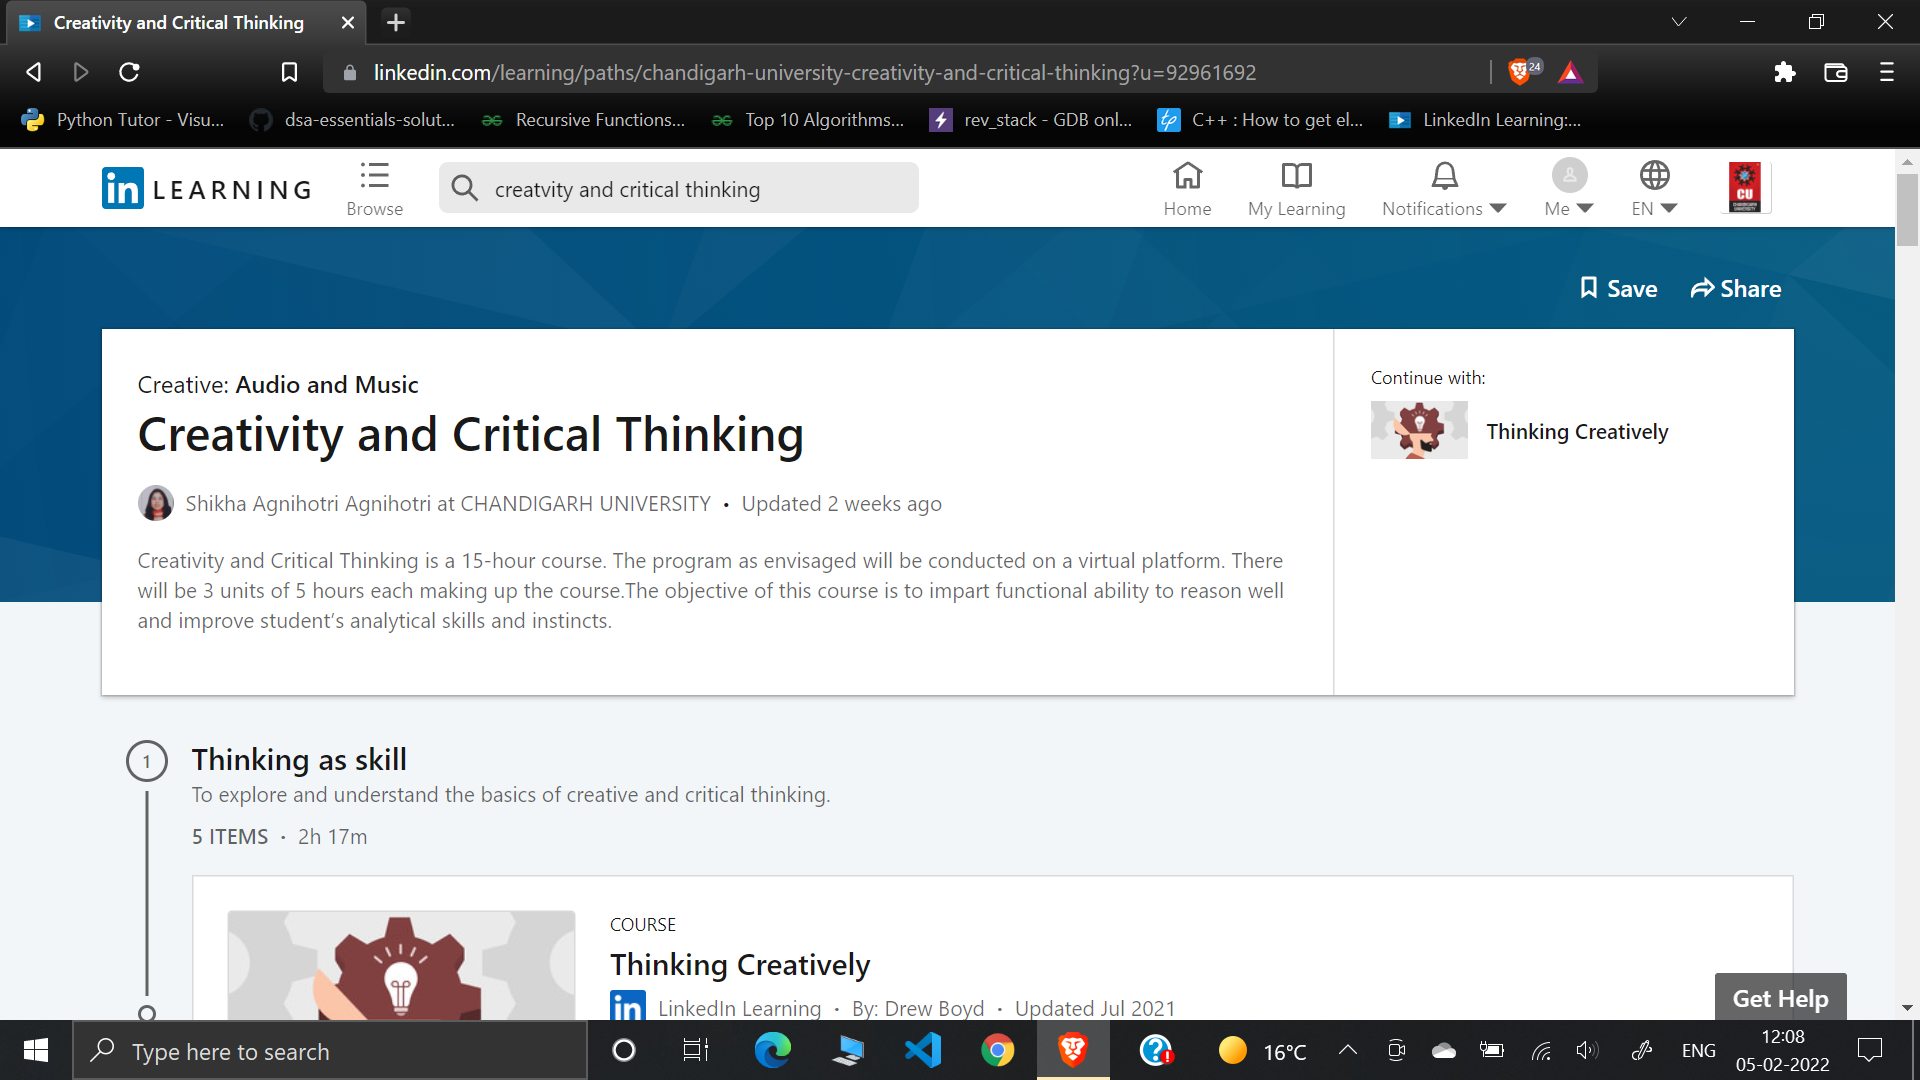 Creativity and Critical Thinking
linkedin.com/learning/paths/chandigarh-university-creativity-and-critical-thinking?u=92961692
24
Python Tutor - Visu...
dsa-essentials-solut...
Recursive Functions...
Top 10 Algorithms...
rev_stack - GDB onl...
C++ : How to get el...
LinkedIn Learning:...
in LEARNING
Browse
creatvity and critical thinking
Home
My Learning
Notifications
Me
EN
CU
Save
Share
Creative: Audio and Music
Creativity and Critical Thinking
Shikha Agnihotri Agnihotri at CHANDIGARH UNIVERSITY • Updated 2 weeks ago
Creativity and Critical Thinking is a 15-hour course. The program as envisaged will be conducted on a virtual platform. There
will be 3 units of 5 hours each making up the course.The objective of this course is to impart functional ability to reason well
and improve student’s analytical skills and instincts.
Continue with:
Thinking Creatively
1
Thinking as skill
To explore and understand the basics of creative and critical thinking.
5 ITEMS · 2h 17m
COURSE
Thinking Creatively
in LinkedIn Learning · By: Drew Boyd · Updated Jul 2021
Get Help
Type here to search
16°C
ENG
12:08
05-02-2022